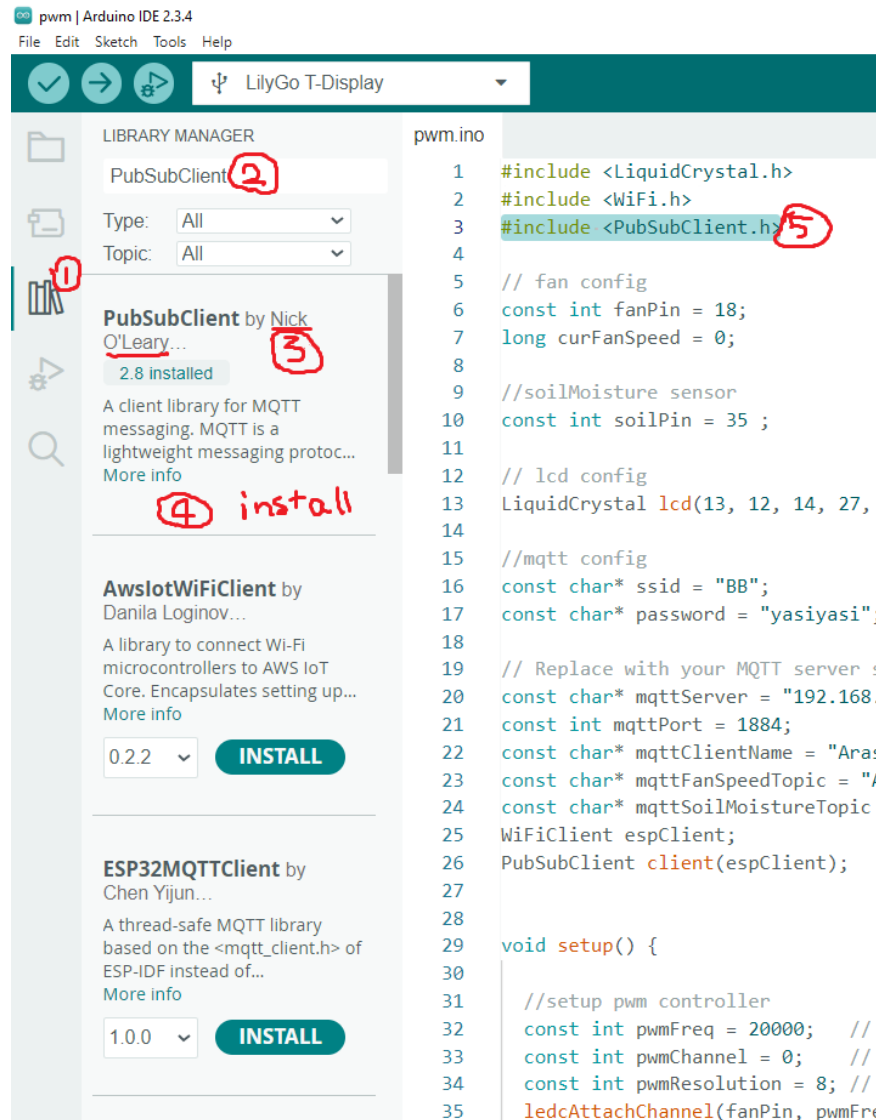 pwm | Arduino IDE 2.3.4
File Edit Sketch Tools Help
LilyGo T-Display
LIBRARY MANAGER
PubSubClient 2
Type: All
Topic: All
1
PubSubClient by Nick
O'Leary...
3
2.8 installed
A client library for MQTT
messaging. MQTT is a
lightweight messaging protoc...
More info
4 install
AwsIotWiFiClient by
Danila Loginov...
A library to connect Wi-Fi
microcontrollers to AWS IoT
Core. Encapsulates setting up...
More info
0.2.2 INSTALL
ESP32MQTTClient by
Chen Yijun...
A thread-safe MQTT library
based on the <mqtt_client.h> of
ESP-IDF instead of...
More info
1.0.0 INSTALL
pwm.ino
1 #include <LiquidCrystal.h>
2 #include <WiFi.h>
3 #include <PubSubClient.h> 5
4
5 // fan config
6 const int fanPin = 18;
7 long curFanSpeed = 0;
8
9 //soilMoisture sensor
10 const int soilPin = 35 ;
11
12 // lcd config
13 LiquidCrystal lcd(13, 12, 14, 27,
14
15 //mqtt config
16 const char* ssid = "BB";
17 const char* password = "yasiyasi";
18
19 // Replace with your MQTT server s
20 const char* mqttServer = "192.168.
21 const int mqttPort = 1884;
22 const char* mqttClientName = "Aras
23 const char* mqttFanSpeedTopic = "A
24 const char* mqttSoilMoistureTopic
25 WiFiClient espClient;
26 PubSubClient client(espClient);
27
28
29 void setup() {
30
31 //setup pwm controller
32 const int pwmFreq = 20000; //
33 const int pwmChannel = 0; //
34 const int pwmResolution = 8; //
35 ledcAttachChannel(fanPin, pwmFre